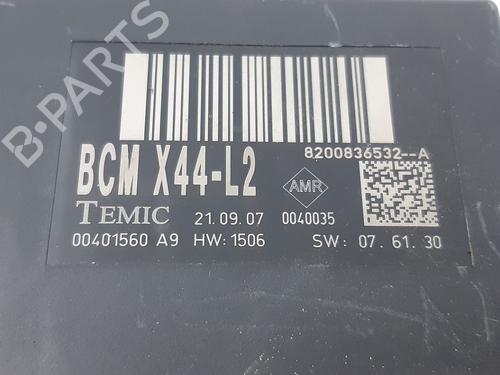 8200836532--A
BCM X44-L2
AMR
TEMIC 21.09.07 0040035
00401560 A9 HW:1506 SW: 07.61.30
B-PARTS